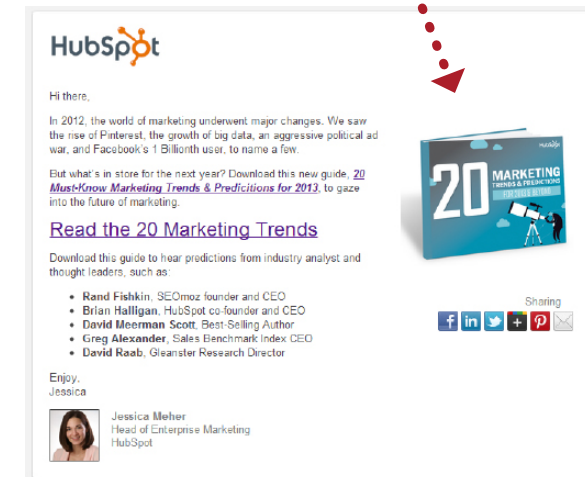 HubSpot
Hi there,
In 2012, the world of marketing underwent major changes. We saw
the rise of Pinterest, the growth of big data, an aggressive political ad
war, and Facebook's 1 Billionth user, to name a few.
But what's in store for the next year? Download this new guide, 20
Must-Know Marketing Trends & Predicitions for 2013, to gaze
into the future of marketing.
Read the 20 Marketing Trends
Download this guide to hear predictions from industry analyst and
thought leaders, such as:
• Rand Fishkin, SEOmoz founder and CEO
• Brian Halligan, HubSpot co-founder and CEO
• David Meerman Scott, Best-Selling Author
• Greg Alexander, Sales Benchmark Index CEO
• David Raab, Gleanster Research Director
Enjoy,
Jessica
Jessica Meher
Head of Enterprise Marketing
HubSpot
HubSpot
20 MARKETING
TRENDS & PREDICTIONS
FOR 2013 & BEYOND
Sharing